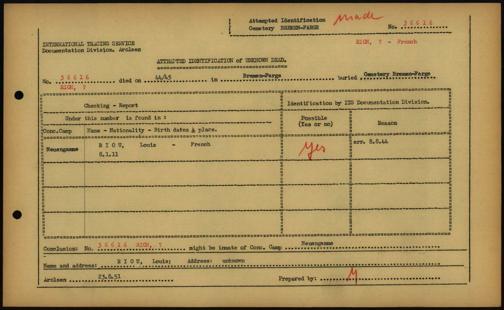 Attempted Identification made
Cemetery BREMEN-FARGE No. 36616
RION, ? - French
INTERNATIONAL TRACING SERVICE
Documentation Division, Arolsen
ATTEMPTED IDENTIFICATION of UNKNOWN DEAD.
No. 36616 died on 44/45 in Bremen-Farge buried Cemetery Bremen-Farge
RION, ?
Checking - Report Identification by ITS Documentation Division.
Under this number is found in: Possible (Yes or no) Reason
Conc.Camp Name - Nationality - Birth dates & place.
Neuengamme R I O U, Louis - French yes arr. 8.6.44
6.1.11
Conclusion: No. 36616 RION, ? might be inmate of Conc. Camp Neuengamme
Name and address: R I O U, Louis; Address: unknown
Arolsen 23.8.51 Prepared by: